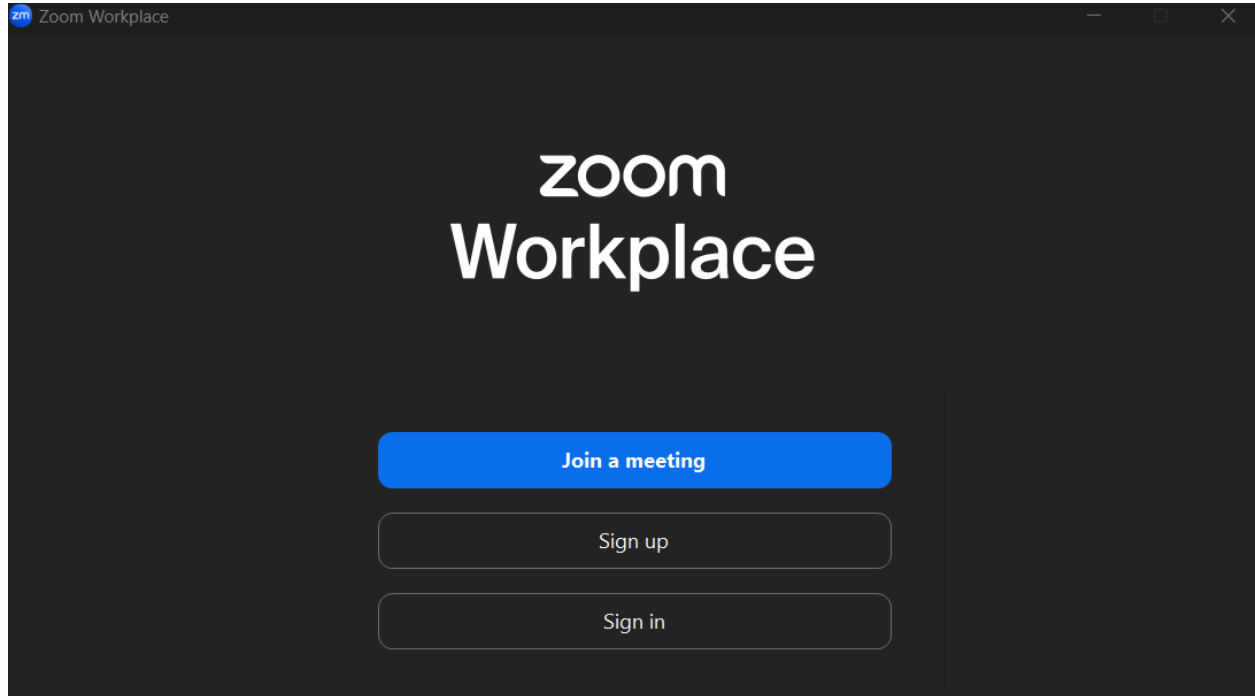 zm Zoom Workplace
zoom
Workplace
Join a meeting
Sign up
Sign in